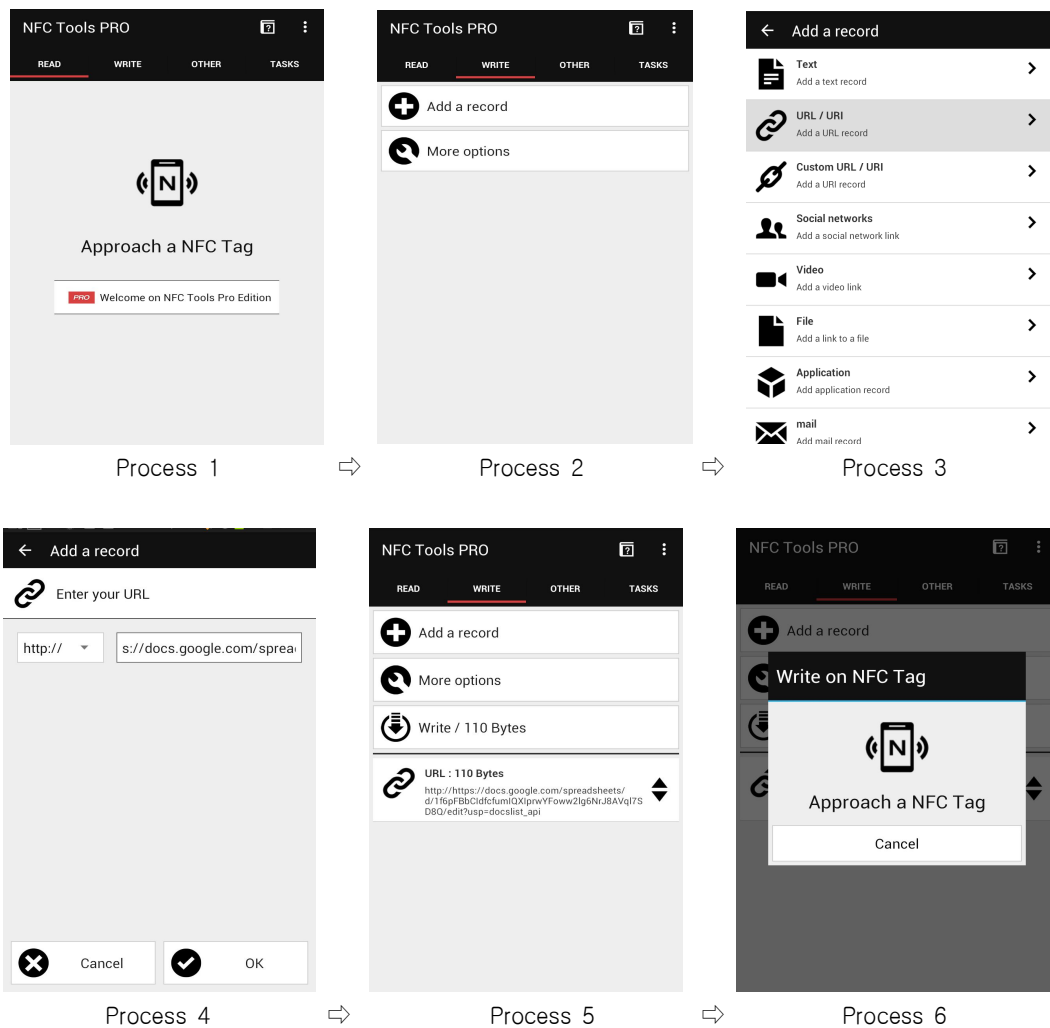 NFC Tools PRO
READ WRITE OTHER TASKS
Approach a NFC Tag
PRO Welcome on NFC Tools Pro Edition
Process 1
⇨
NFC Tools PRO
READ WRITE OTHER TASKS
Add a record
More options
Process 2
⇨
Add a record
Text
Add a text record
URL / URI
Add a URL record
Custom URL / URI
Add a URI record
Social networks
Add a social network link
Video
Add a video link
File
Add a link to a file
Application
Add application record
mail
Add mail record
Process 3
Add a record
Enter your URL
http:// s://docs.google.com/sprea
Cancel OK
Process 4
⇨
NFC Tools PRO
READ WRITE OTHER TASKS
Add a record
More options
Write / 110 Bytes
URL : 110 Bytes
http://https://docs.google.com/spreadsheets/
d/1f6pFBbCIdfcfumIQXIprwYFoww2Ig6NrJ8AVqI7S
D8Q/edit?usp=docslist_api
Process 5
⇨
NFC Tools PRO
READ WRITE OTHER TASKS
Add a record
Write on NFC Tag
Approach a NFC Tag
Cancel
Process 6